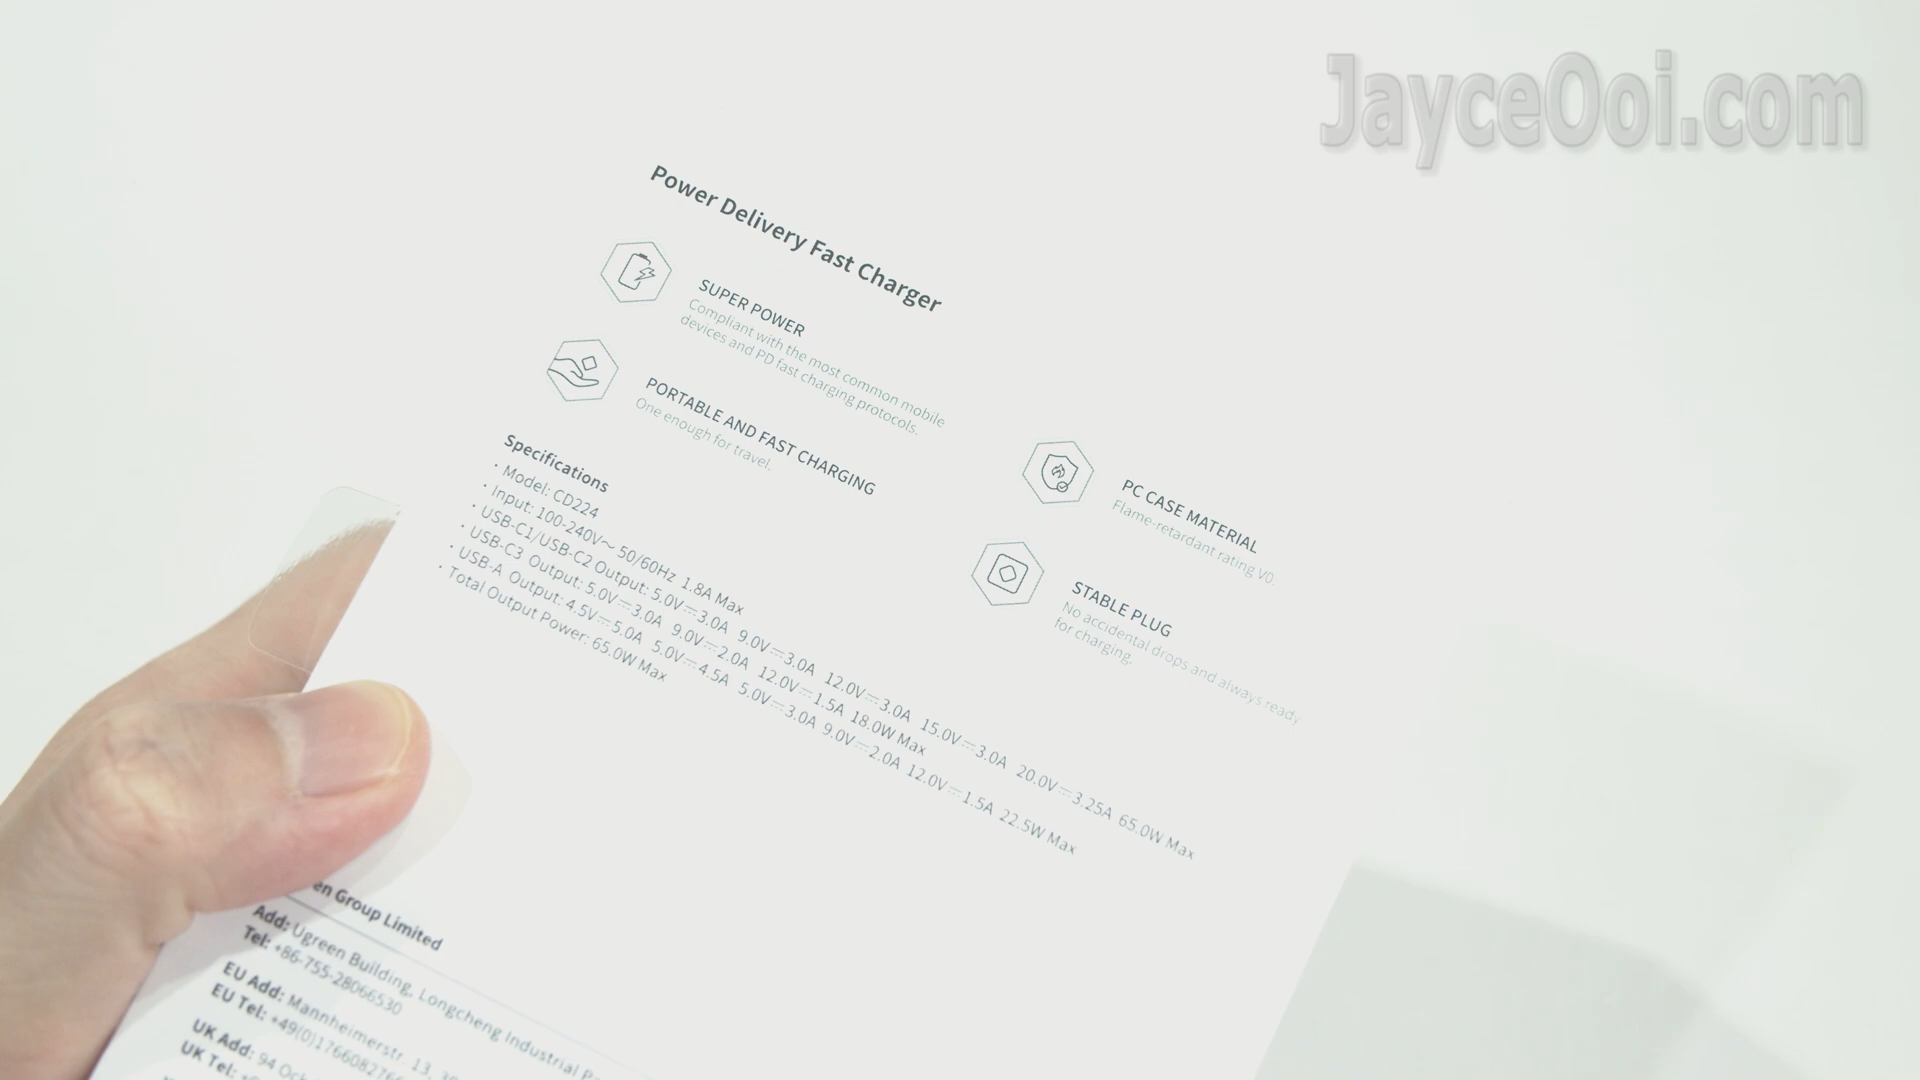 JayceOoi.com
Power Delivery Fast Charger
SUPER POWER
Compliant with the most common mobile
devices and PD fast charging protocols.
PORTABLE AND FAST CHARGING
One enough for travel.
PC CASE MATERIAL
Flame-retardant rating V0.
STABLE PLUG
No accidental drops and always ready
for charging.
Specifications
· Model: CD224
· Input: 100-240V～ 50/60Hz 1.8A Max
· USB-C1/USB-C2 Output: 5.0V⎓3.0A 9.0V⎓3.0A 12.0V⎓3.0A 15.0V⎓3.0A 20.0V⎓3.25A 65.0W Max
· USB-C3 Output: 5.0V⎓3.0A 9.0V⎓2.0A 12.0V⎓1.5A 18.0W Max
· USB-A Output: 4.5V⎓5.0A 5.0V⎓4.5A 5.0V⎓3.0A 9.0V⎓2.0A 12.0V⎓1.5A 22.5W Max
· Total Output Power: 65.0W Max
Group Limited
Add: Ugreen Building, Longcheng Industrial
Tel: +86-755-28066530
EU Add: Mannheimerstr. 13,
EU Tel:
UK Add: 94
UK Tel: